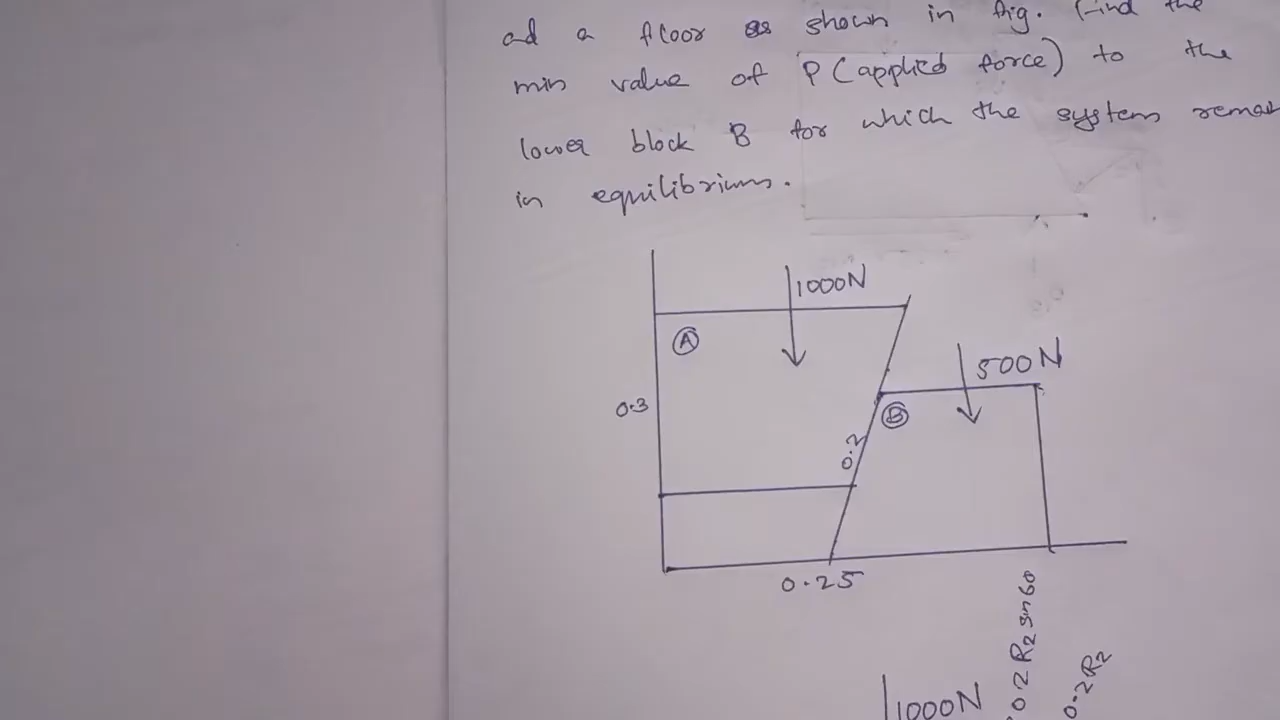 and a floor as shown in fig. Find the
min value of P (applied force) to the
lower block B for which the system
in equilibrium.
1000N
A
500N
0.3
B
0.2
0.25
0.2 R2 sin 60
0.2 R2
1000N